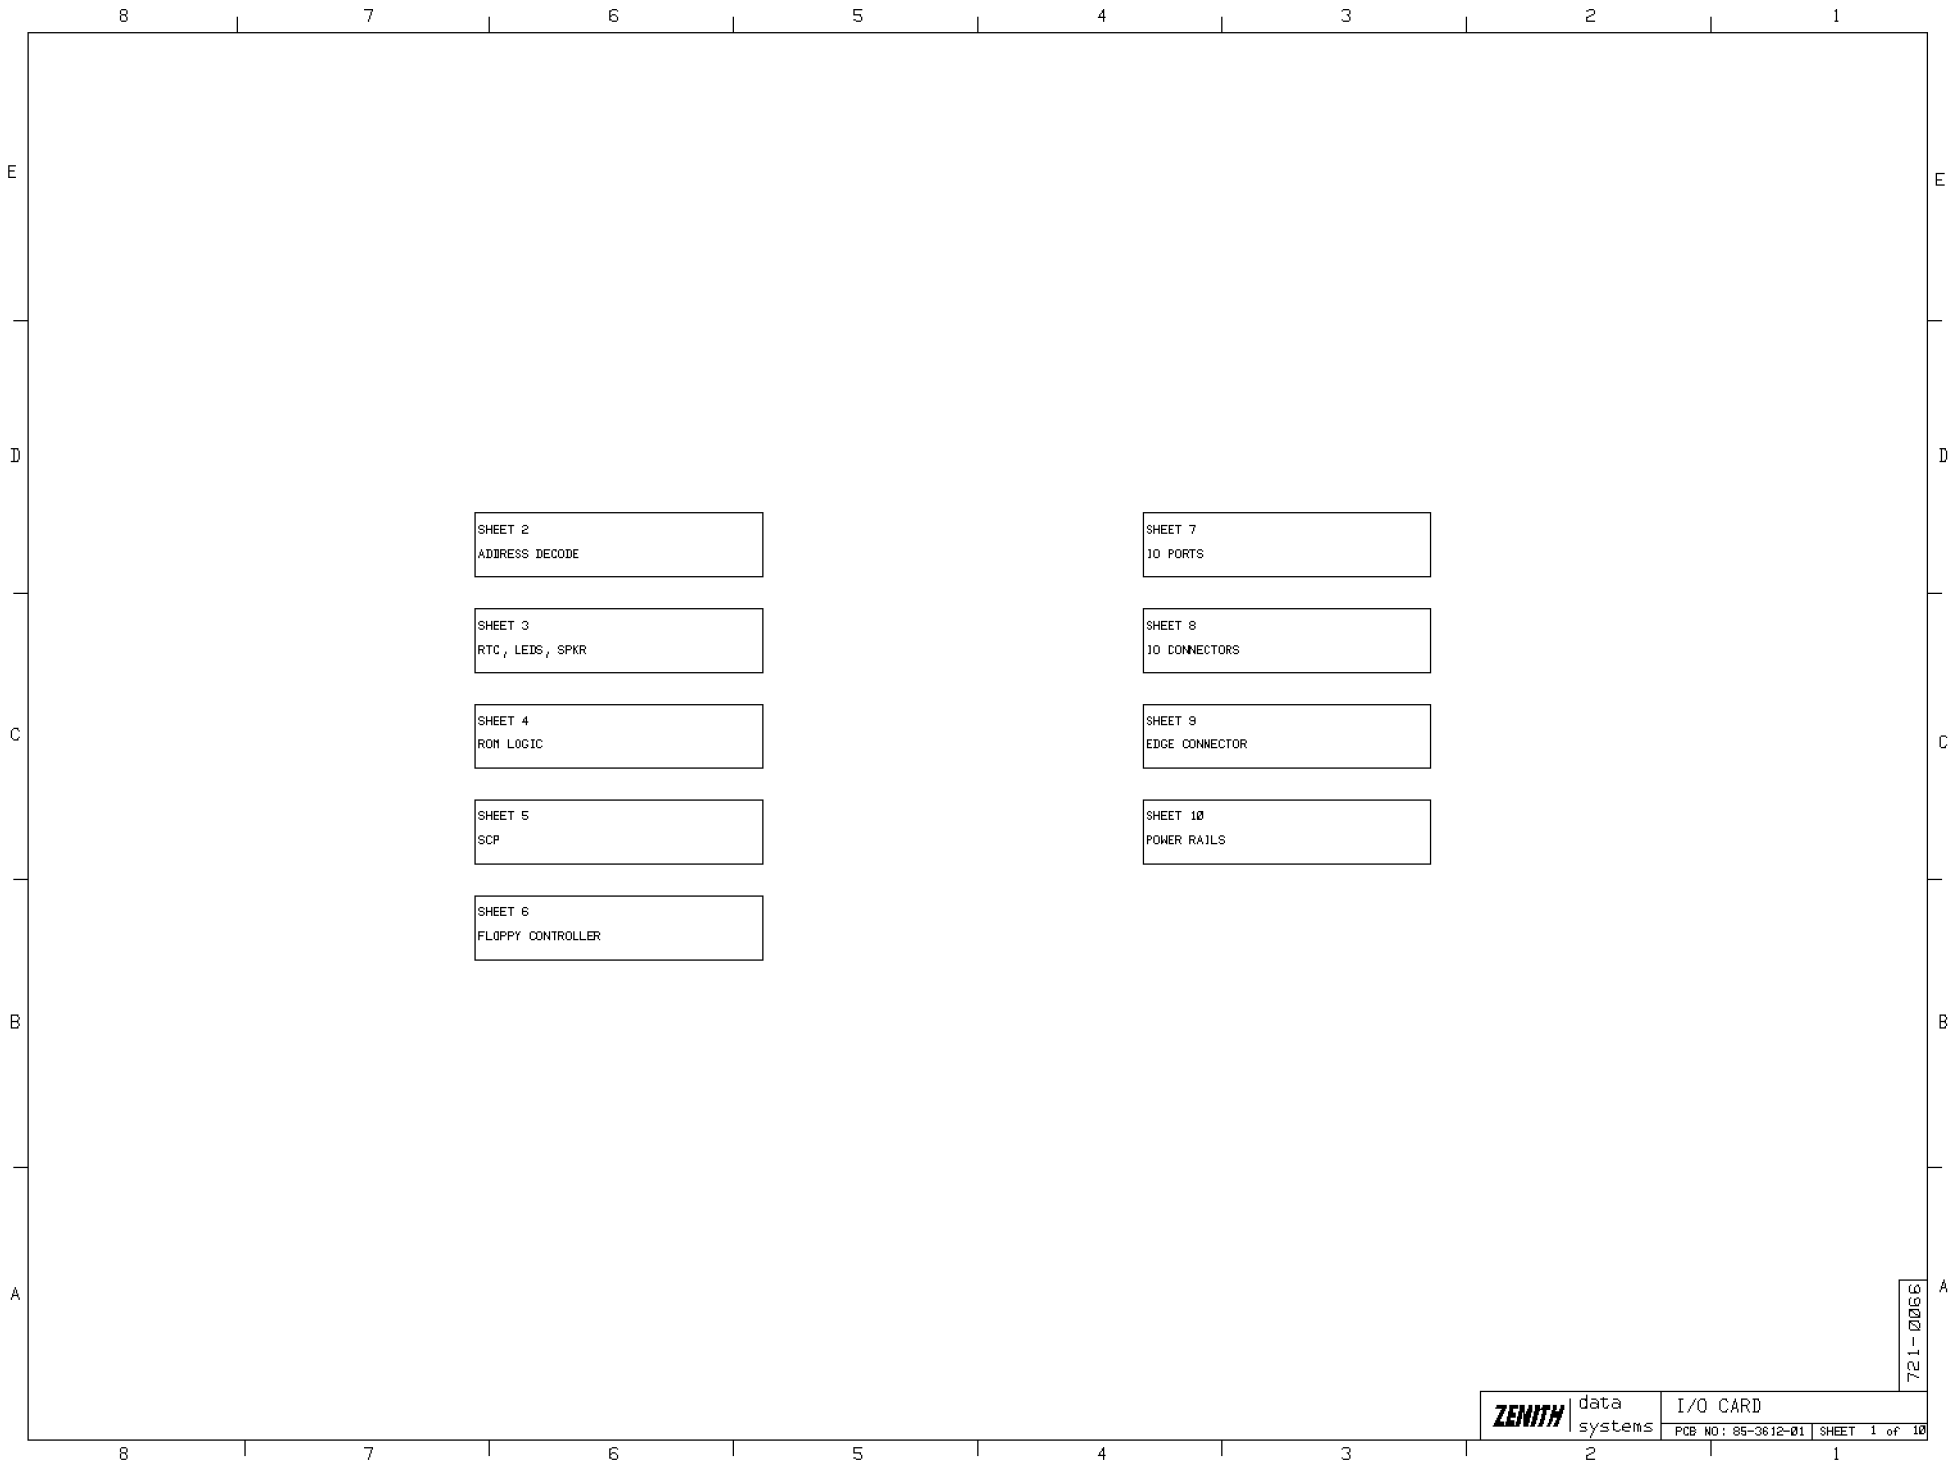 8 7 6 5 4 3 2 1
E E
D D
SHEET 2
ADDRESS DECODE
SHEET 7
IO PORTS
SHEET 3
RTC, LEDS, SPKR
SHEET 8
IO CONNECTORS
C C
SHEET 4
ROM LOGIC
SHEET 9
EDGE CONNECTOR
SHEET 5
SCP
SHEET 10
POWER RAILS
SHEET 6
FLOPPY CONTROLLER
B B
A A
721-0066
ZENITH data systems
I/O CARD
PCB NO: 85-3612-01 SHEET 1 of 10
8 7 6 5 4 3 2 1